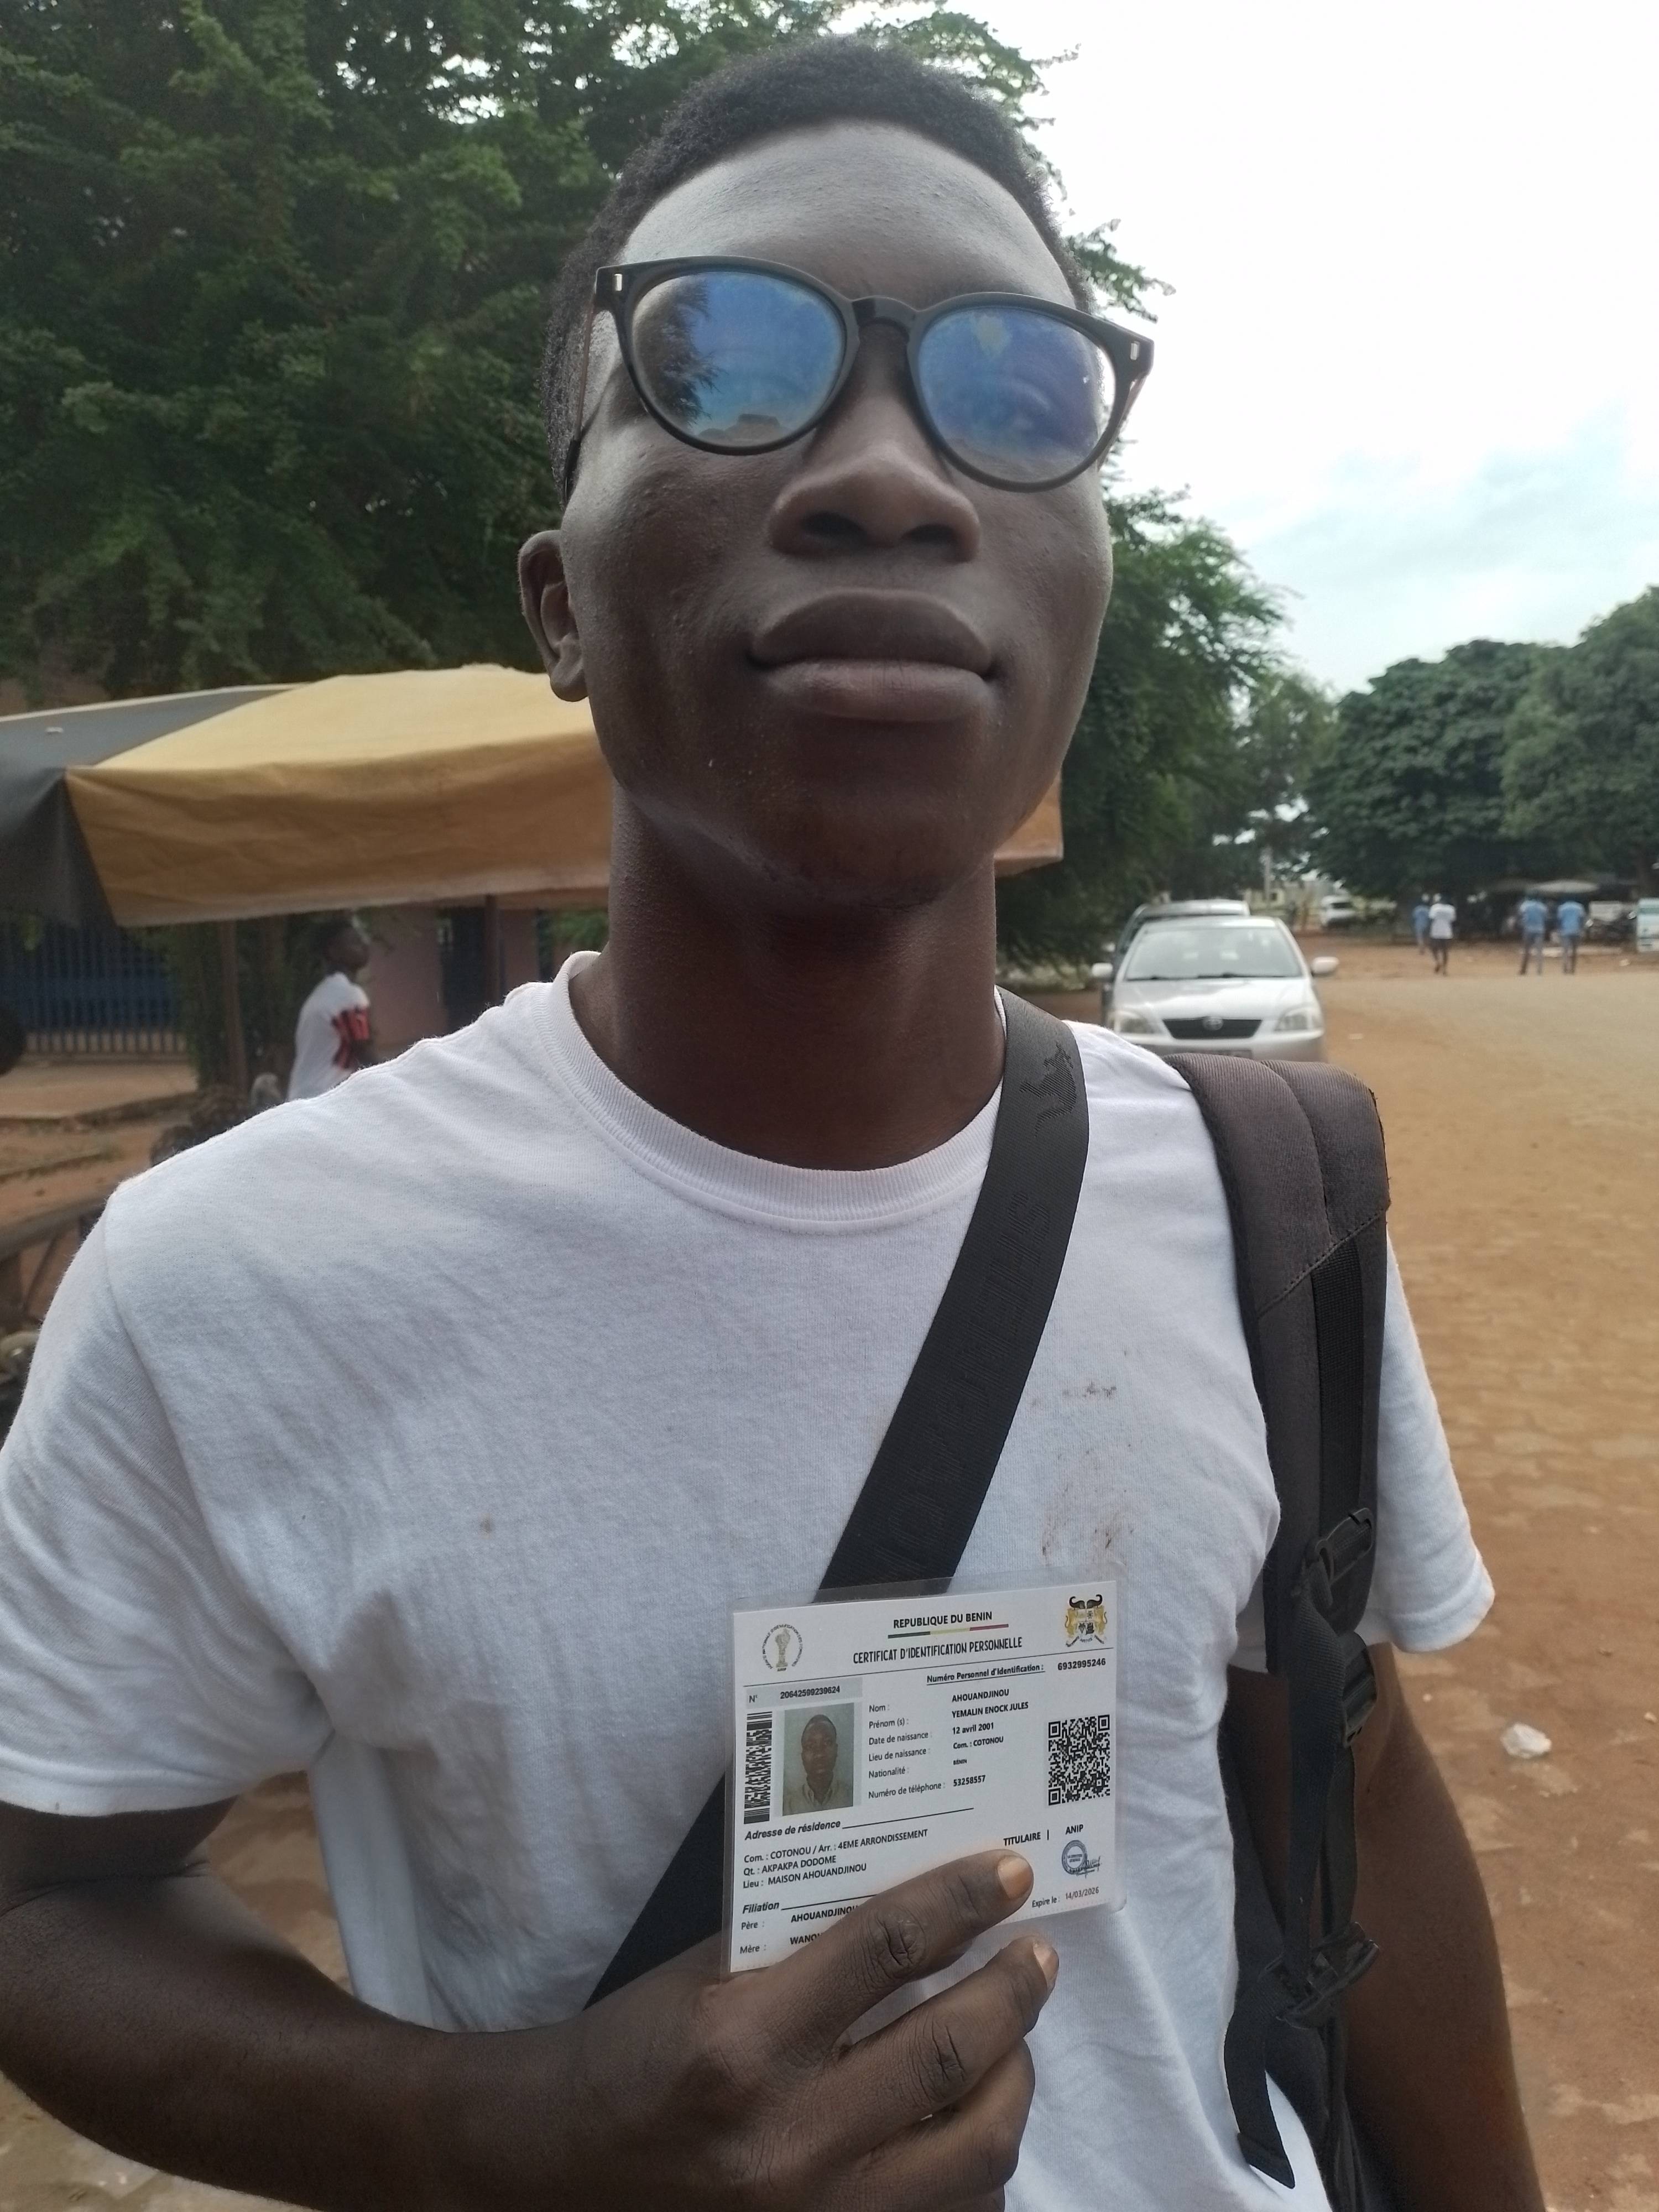 REPUBLIQUE DU BENIN
CERTIFICAT D'IDENTIFICATION PERSONNELLE
Numéro Personnel d'Identification : 6932995246
N° 20642599239624
Nom : AHOUANDJINOU
Prénom (s) : YEMALIN ENOCK JULES
Date de naissance : 12 avril 2001
Lieu de naissance : Com. : COTONOU
Nationalité : BENIN
Numéro de téléphone : 53258557
Adresse de résidence
Com. : COTONOU / Arr. : 4EME ARRONDISSEMENT
Qt. : AKPAKPA DODOME
Lieu : MAISON AHOUANDJINOU
TITULAIRE | ANIP
Filiation
Père : AHOUANDJINOU
Mère :
Expire le : 14/03/2026